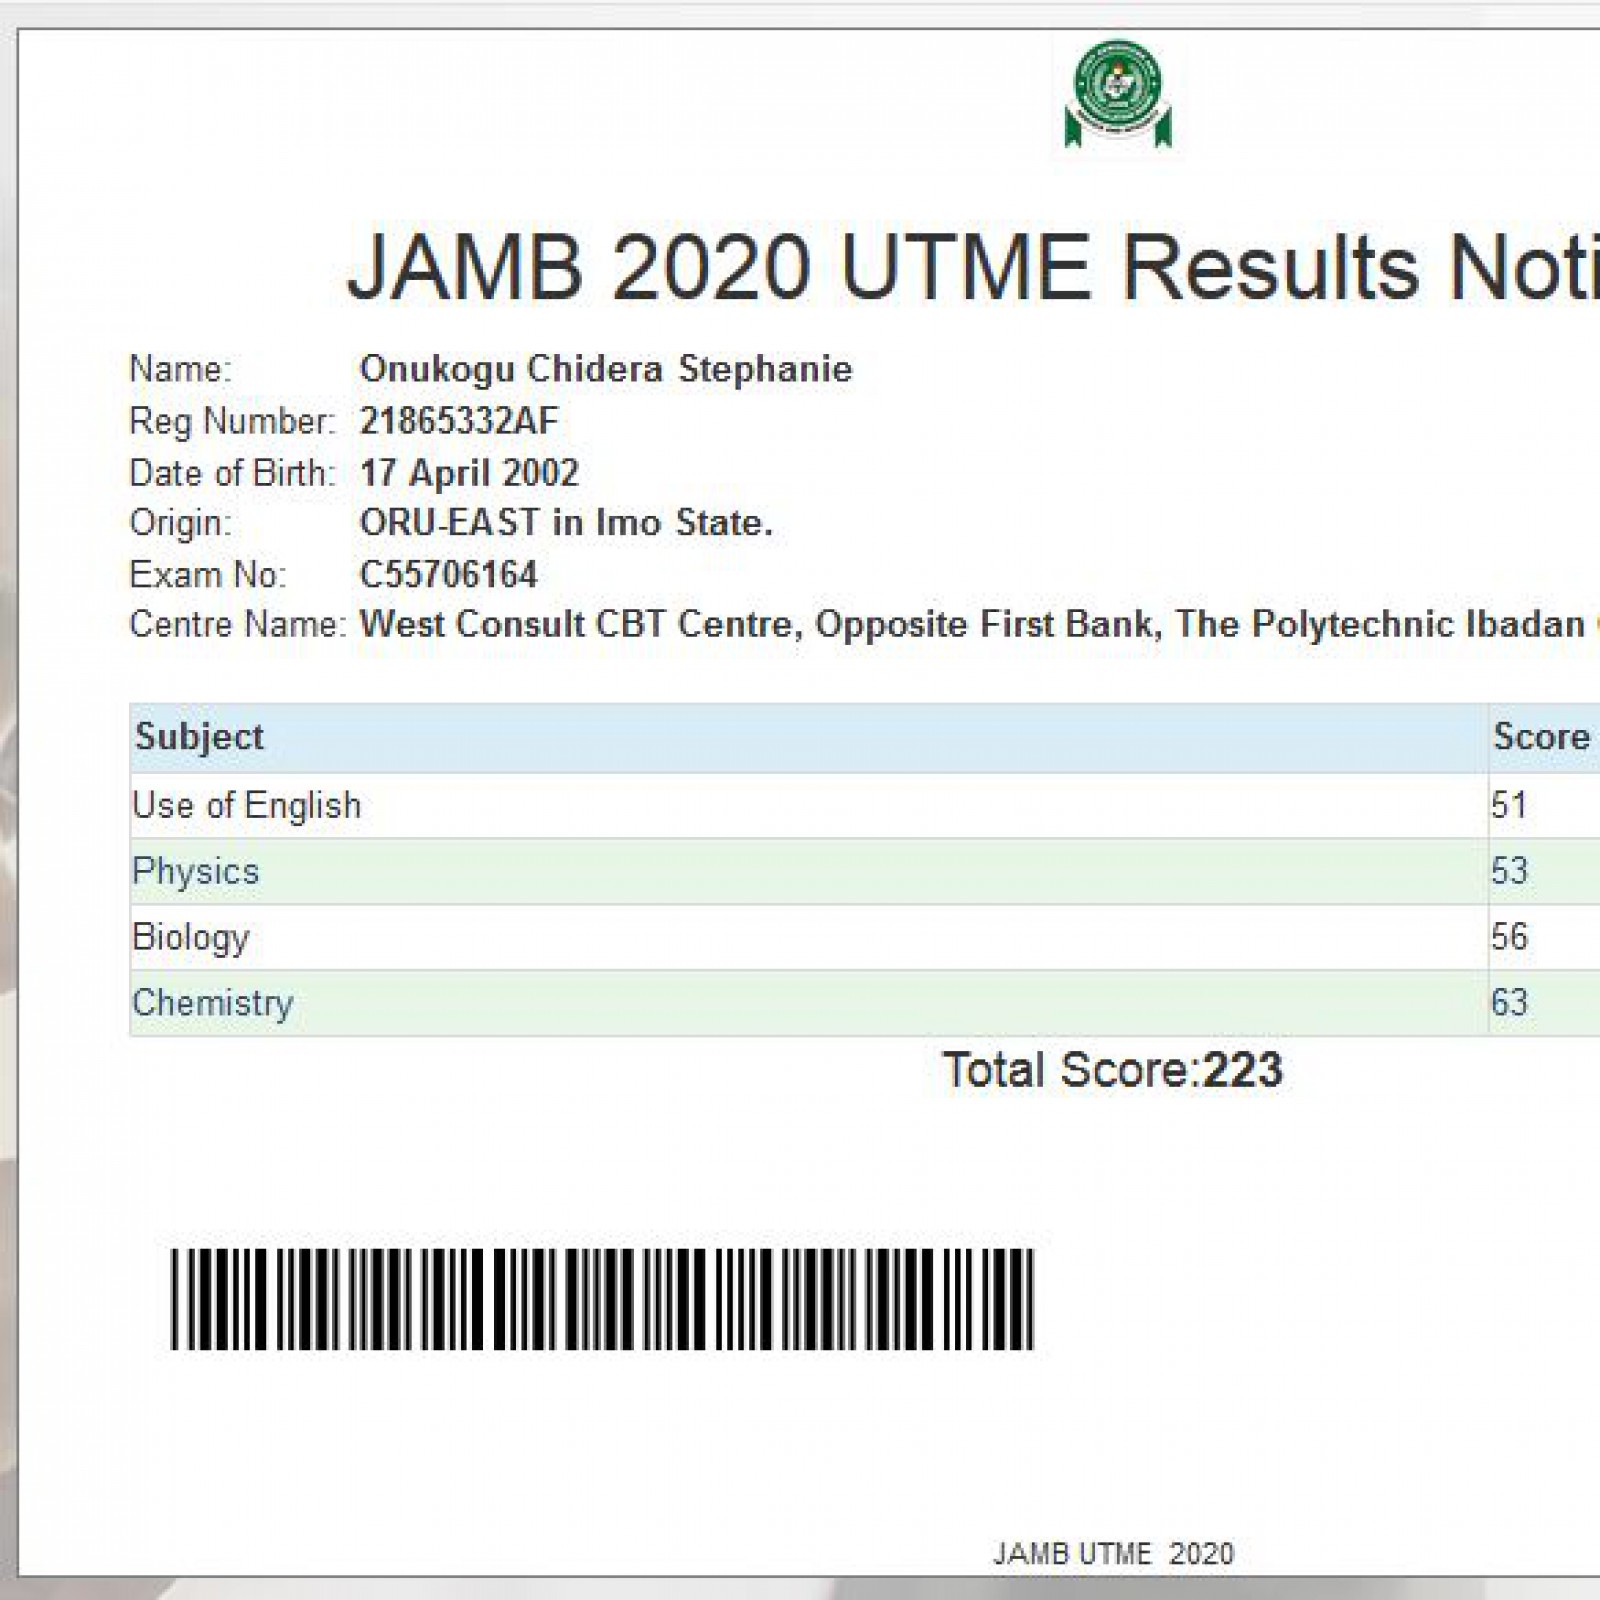 JAMB 2020 UTME Results Noti
Name: Onukogu Chidera Stephanie
Reg Number: 21865332AF
Date of Birth: 17 April 2002
Origin: ORU-EAST in Imo State.
Exam No: C55706164
Centre Name: West Consult CBT Centre, Opposite First Bank, The Polytechnic Ibadan
Subject Score
Use of English 51
Physics 53
Biology 56
Chemistry 63
Total Score:223
JAMB UTME 2020